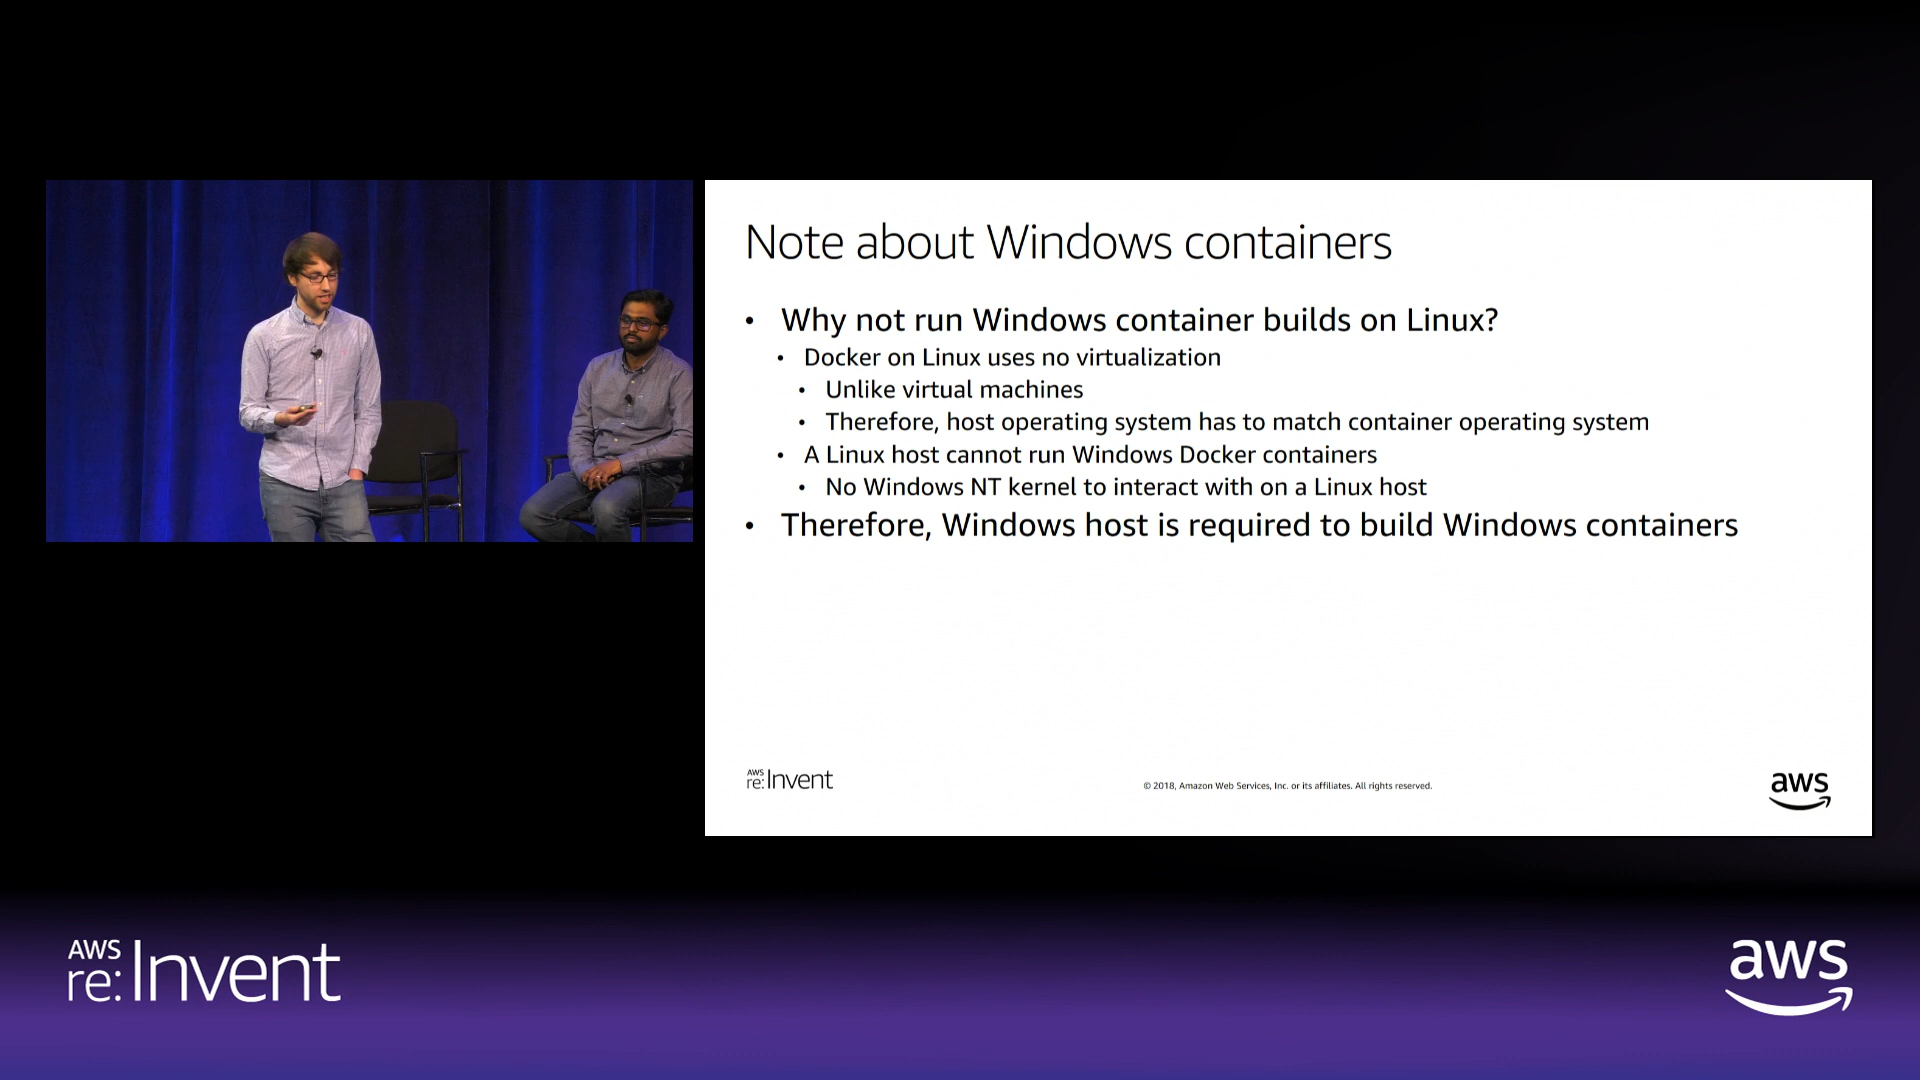 Note about Windows containers
• Why not run Windows container builds on Linux?
• Docker on Linux uses no virtualization
• Unlike virtual machines
• Therefore, host operating system has to match container operating system
• A Linux host cannot run Windows Docker containers
• No Windows NT kernel to interact with on a Linux host
• Therefore, Windows host is required to build Windows containers
AWS
re:Invent
© 2018, Amazon Web Services, Inc. or its affiliates. All rights reserved.
aws
AWS
re:Invent
aws